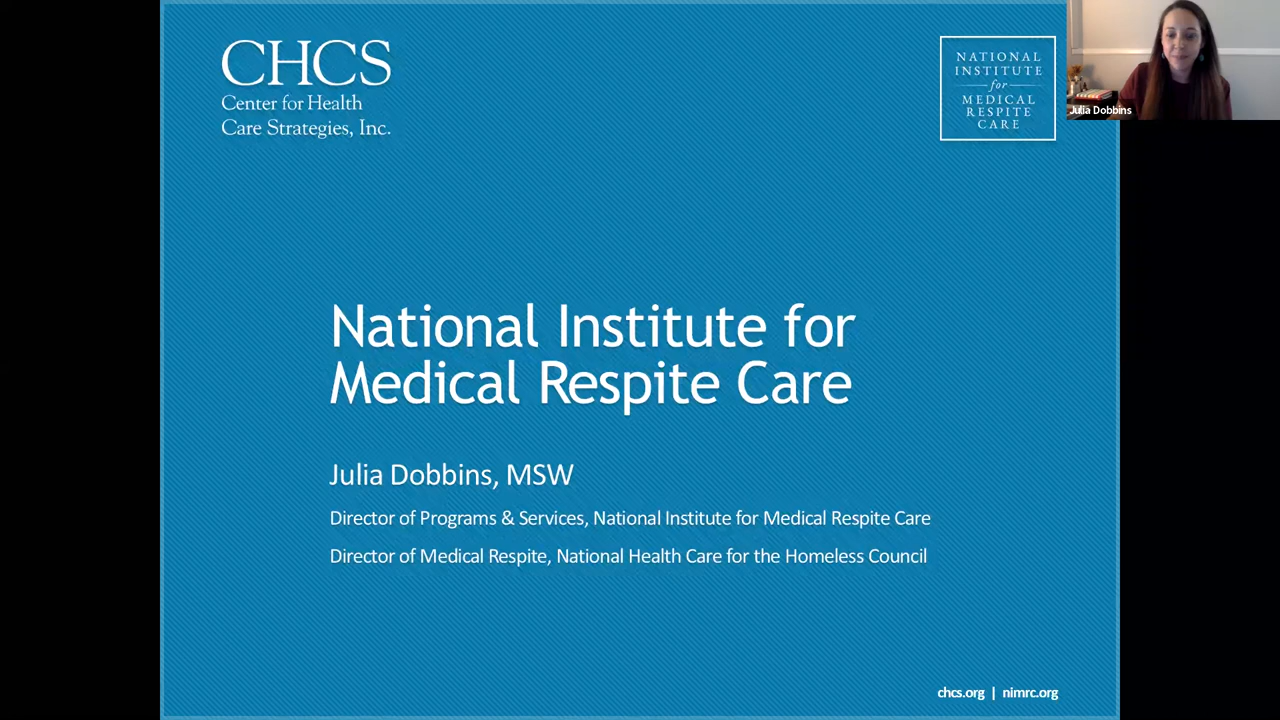 CHCS
Center for Health
Care Strategies, Inc.
NATIONAL
INSTITUTE
for
MEDICAL
RESPITE
CARE
Julia Dobbins
National Institute for
Medical Respite Care
Julia Dobbins, MSW
Director of Programs & Services, National Institute for Medical Respite Care
Director of Medical Respite, National Health Care for the Homeless Council
chcs.org | nimrc.org